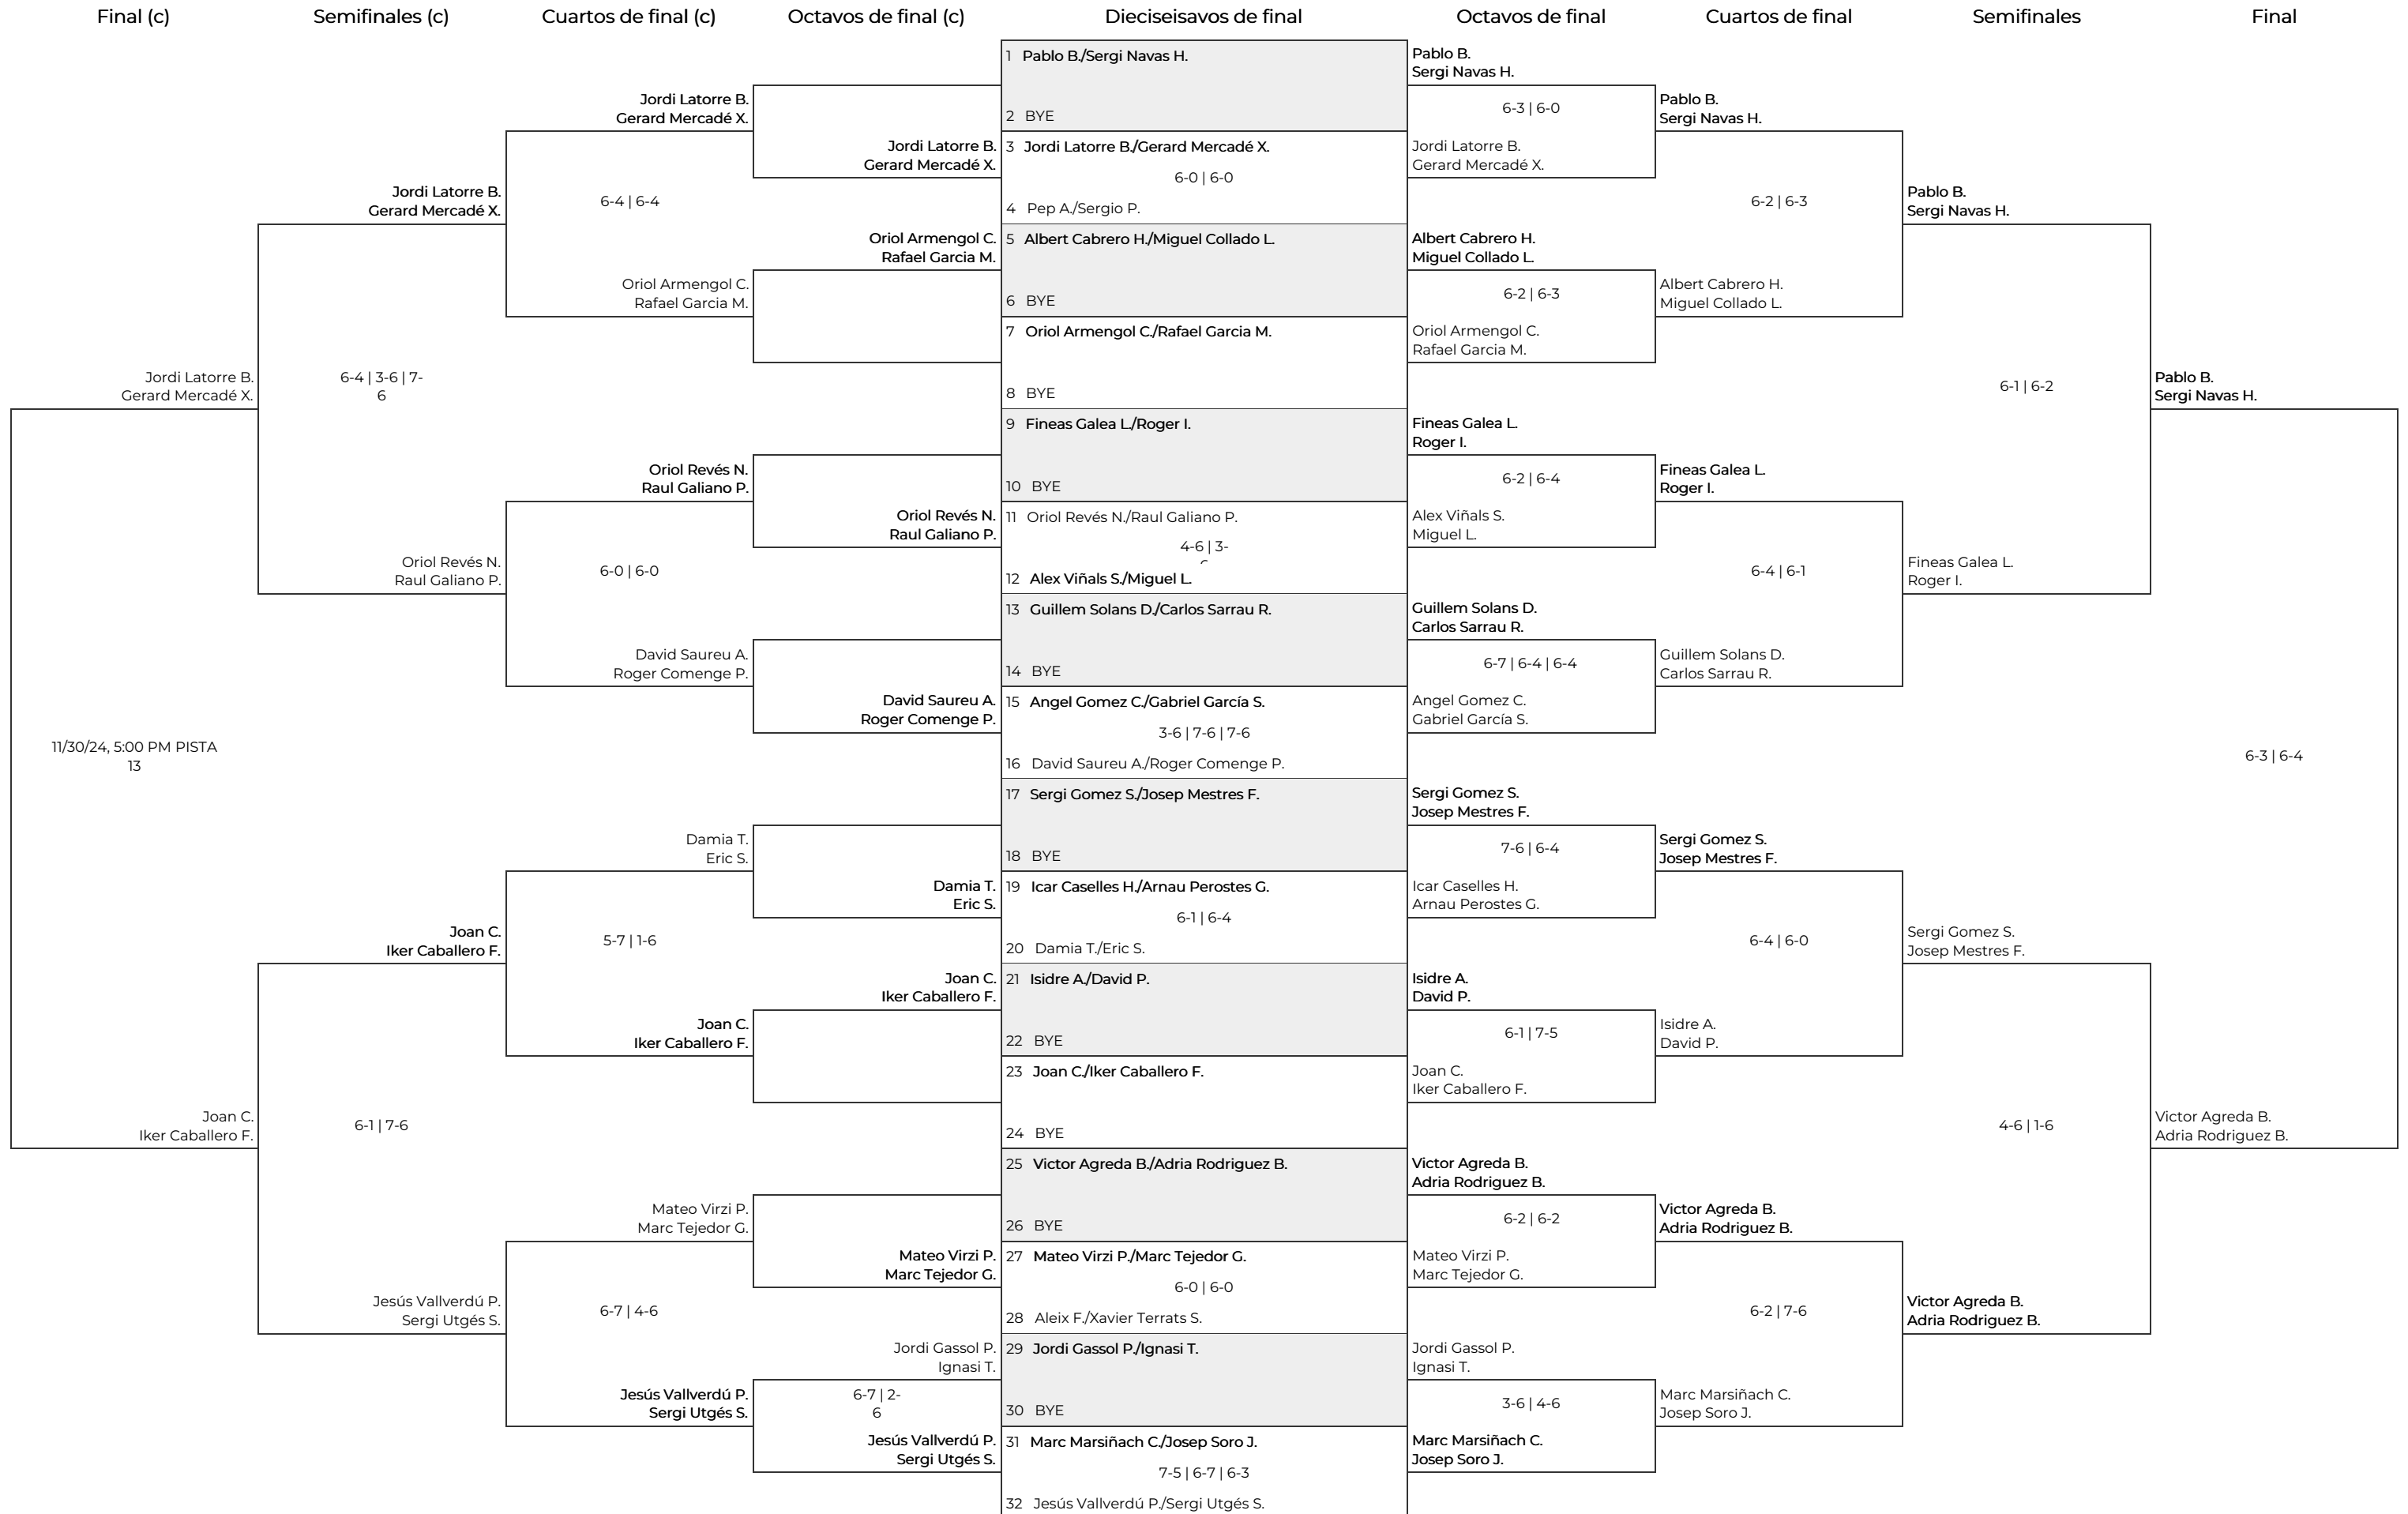 Final (c)
Semifinales (c)
Cuartos de final (c)
Octavos de final (c)
Dieciseisavos de final
Octavos de final
Cuartos de final
Semifinales
Final
Jordi Latorre B.
Gerard Mercadé X.
Joan C.
Iker Caballero F.
11/30/24, 5:00 PM PISTA
13
Jordi Latorre B.
Gerard Mercadé X.
6-4 | 3-6 | 7-
6
Oriol Revés N.
Raul Galiano P.
Joan C.
Iker Caballero F.
6-1 | 7-6
Jesús Vallverdú P.
Sergi Utgés S.
Jordi Latorre B.
Gerard Mercadé X.
6-4 | 6-4
Oriol Armengol C.
Rafael Garcia M.
Oriol Revés N.
Raul Galiano P.
6-0 | 6-0
David Saureu A.
Roger Comenge P.
Damia T.
Eric S.
5-7 | 1-6
Joan C.
Iker Caballero F.
Mateo Virzi P.
Marc Tejedor G.
6-7 | 4-6
Jesús Vallverdú P.
Sergi Utgés S.
Jordi Latorre B.
Gerard Mercadé X.
Oriol Armengol C.
Rafael Garcia M.
Oriol Revés N.
Raul Galiano P.
David Saureu A.
Roger Comenge P.
Damia T.
Eric S.
Joan C.
Iker Caballero F.
Mateo Virzi P.
Marc Tejedor G.
Jordi Gassol P.
Ignasi T.
6-7 | 2-
6
Jesús Vallverdú P.
Sergi Utgés S.
1 Pablo B./Sergi Navas H.
2 BYE
3 Jordi Latorre B./Gerard Mercadé X.
6-0 | 6-0
4 Pep A./Sergio P.
5 Albert Cabrero H./Miguel Collado L.
6 BYE
7 Oriol Armengol C./Rafael Garcia M.
8 BYE
9 Fineas Galea L./Roger I.
10 BYE
11 Oriol Revés N./Raul Galiano P.
4-6 | 3-
12 Alex Viñals S./Miguel L.
13 Guillem Solans D./Carlos Sarrau R.
14 BYE
15 Angel Gomez C./Gabriel García S.
3-6 | 7-6 | 7-6
16 David Saureu A./Roger Comenge P.
17 Sergi Gomez S./Josep Mestres F.
18 BYE
19 Icar Caselles H./Arnau Perostes G.
6-1 | 6-4
20 Damia T./Eric S.
21 Isidre A./David P.
22 BYE
23 Joan C./Iker Caballero F.
24 BYE
25 Victor Agreda B./Adria Rodriguez B.
26 BYE
27 Mateo Virzi P./Marc Tejedor G.
6-0 | 6-0
28 Aleix F./Xavier Terrats S.
29 Jordi Gassol P./Ignasi T.
30 BYE
31 Marc Marsiñach C./Josep Soro J.
7-5 | 6-7 | 6-3
32 Jesús Vallverdú P./Sergi Utgés S.
Pablo B.
Sergi Navas H.
6-3 | 6-0
Jordi Latorre B.
Gerard Mercadé X.
Albert Cabrero H.
Miguel Collado L.
6-2 | 6-3
Oriol Armengol C.
Rafael Garcia M.
Fineas Galea L.
Roger I.
6-2 | 6-4
Alex Viñals S.
Miguel L.
Guillem Solans D.
Carlos Sarrau R.
6-7 | 6-4 | 6-4
Angel Gomez C.
Gabriel García S.
Sergi Gomez S.
Josep Mestres F.
7-6 | 6-4
Icar Caselles H.
Arnau Perostes G.
Isidre A.
David P.
6-1 | 7-5
Joan C.
Iker Caballero F.
Victor Agreda B.
Adria Rodriguez B.
6-2 | 6-2
Mateo Virzi P.
Marc Tejedor G.
Jordi Gassol P.
Ignasi T.
3-6 | 4-6
Marc Marsiñach C.
Josep Soro J.
Pablo B.
Sergi Navas H.
6-2 | 6-3
Albert Cabrero H.
Miguel Collado L.
Fineas Galea L.
Roger I.
6-4 | 6-1
Guillem Solans D.
Carlos Sarrau R.
Sergi Gomez S.
Josep Mestres F.
6-4 | 6-0
Isidre A.
David P.
Victor Agreda B.
Adria Rodriguez B.
6-2 | 7-6
Marc Marsiñach C.
Josep Soro J.
Pablo B.
Sergi Navas H.
6-1 | 6-2
Fineas Galea L.
Roger I.
Sergi Gomez S.
Josep Mestres F.
4-6 | 1-6
Victor Agreda B.
Adria Rodriguez B.
Pablo B.
Sergi Navas H.
6-3 | 6-4
Victor Agreda B.
Adria Rodriguez B.